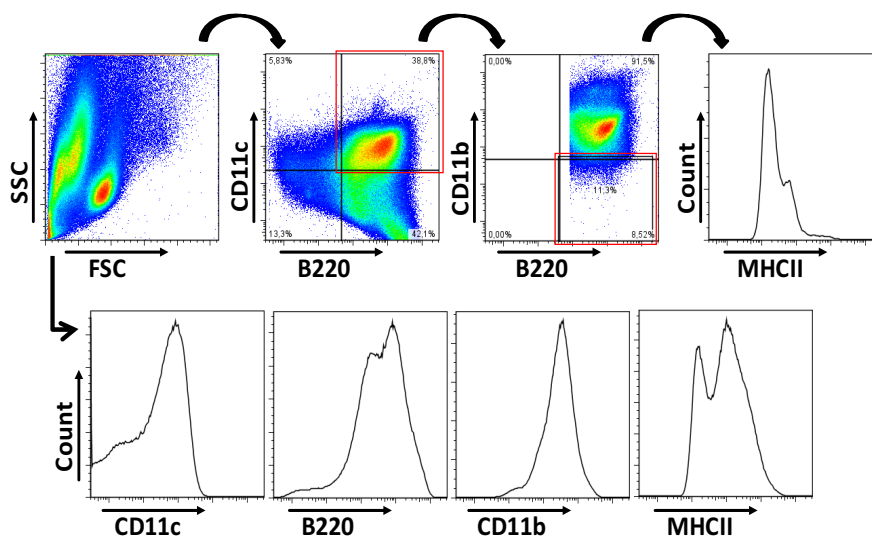 SSC
FSC
5,83%
38,8%
13,3%
42,1%
CD11c
B220
0,00%
91,5%
11,3%
0,00%
8,52%
CD11b
B220
Count
MHCII
Count
CD11c
B220
CD11b
MHCII